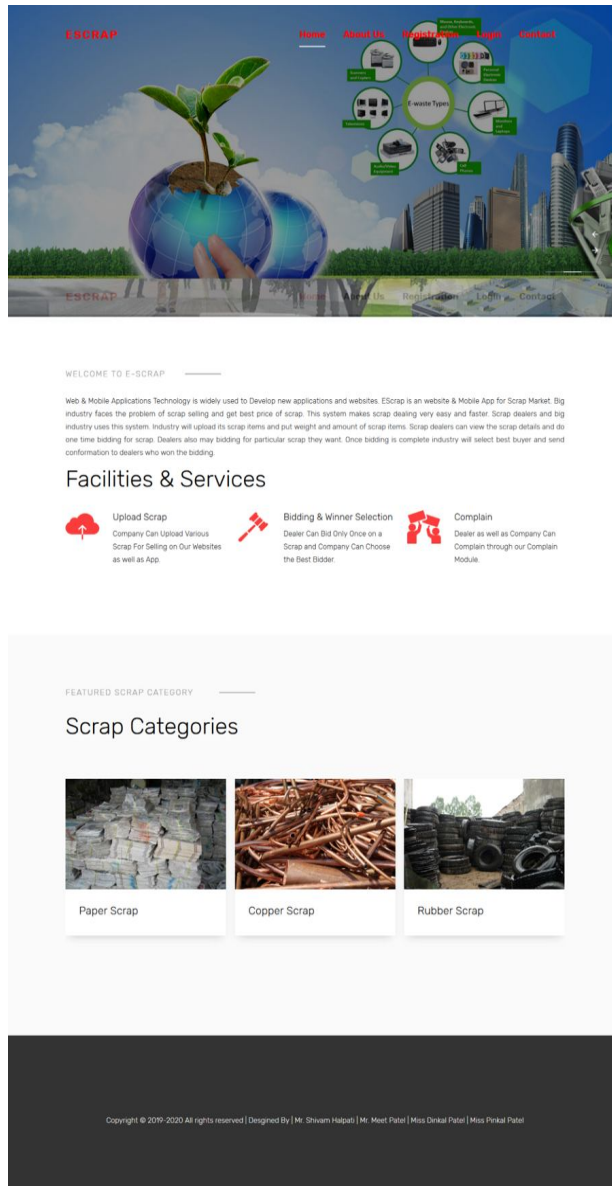 ESCRAP
Home About Us Registration Login Contact
E-waste Types
ESCRAP
Home About Us Registration Login Contact
WELCOME TO E-SCRAP
Web & Mobile Applications Technology is widely used to Develop new applications and websites. EScrap is an website & Mobile App for Scrap Market. Big
industry faces the problem of scrap selling and get best price of scrap. This system makes scrap dealing very easy and faster. Scrap dealers and big
industry uses this system. Industry will upload its scrap items and put weight and amount of scrap items. Scrap dealers can view the scrap details and do
one time bidding for scrap. Dealers also may bidding for particular scrap they want. Once bidding is complete industry will select best buyer and send
conformation to dealers who won the bidding.
Facilities & Services
Upload Scrap
Company Can Upload Various
Scrap For Selling on Our Websites
as well as App.
Bidding & Winner Selection
Dealer Can Bid Only Once on a
Scrap and Company Can Choose
the Best Bidder.
Complain
Dealer as well as Company Can
Complain through our Complain
Module.
FEATURED SCRAP CATEGORY
Scrap Categories
Paper Scrap
Copper Scrap
Rubber Scrap
Copyright © 2019-2020 All rights reserved | Desgined By | Mr. Shivam Halpati | Mr. Meet Patel | Miss Dinkal Patel | Miss Pinkal Patel